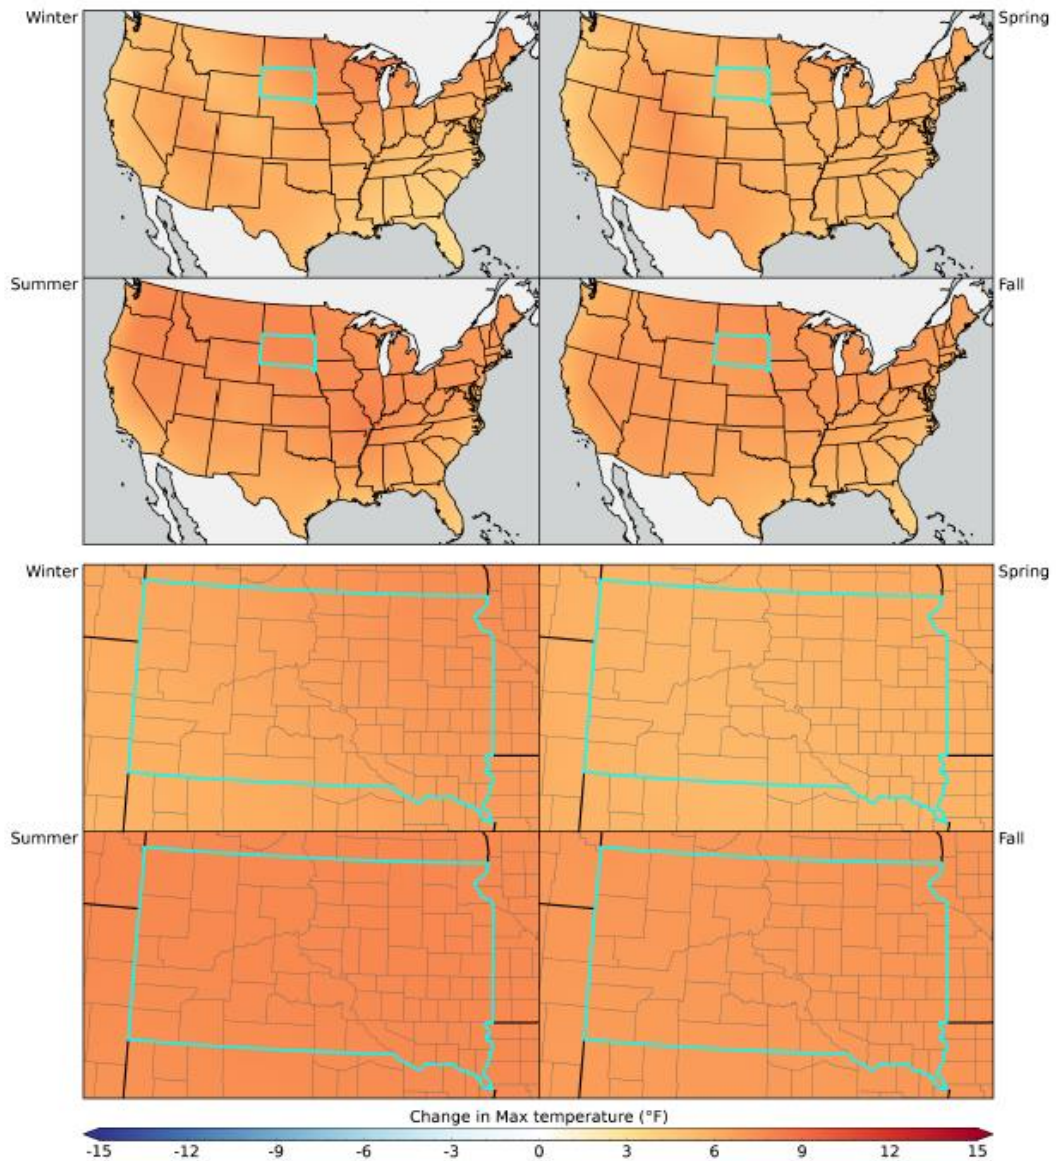 Winter Spring
Summer Fall
Winter Spring
Summer Fall
Change in Max temperature (°F)
-15 -12 -9 -6 -3 0 3 6 9 12 15